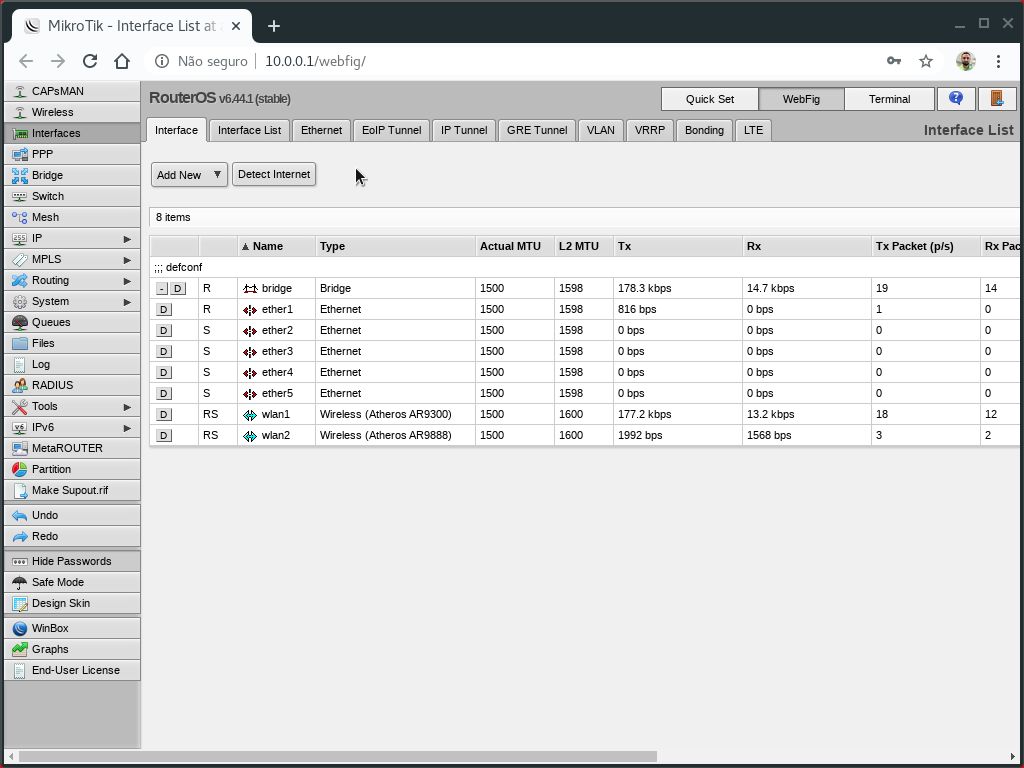 MikroTik - Interface List at
Não seguro 10.0.0.1/webfig/
CAPsMAN
Wireless
Interfaces
PPP
Bridge
Switch
Mesh
IP
MPLS
Routing
System
Queues
Files
Log
RADIUS
Tools
IPv6
MetaROUTER
Partition
Make Supout.rif
Undo
Redo
Hide Passwords
Safe Mode
Design Skin
WinBox
Graphs
End-User License
RouterOS v6.44.1 (stable)
Quick Set WebFig Terminal
Interface Interface List Ethernet EoIP Tunnel IP Tunnel GRE Tunnel VLAN VRRP Bonding LTE Interface List
Add New ▼ Detect Internet
8 items
▲ Name Type Actual MTU L2 MTU Tx Rx Tx Packet (p/s) Rx Pac
;;; defconf
- D R bridge Bridge 1500 1598 178.3 kbps 14.7 kbps 19 14
D R ether1 Ethernet 1500 1598 816 bps 0 bps 1 0
D S ether2 Ethernet 1500 1598 0 bps 0 bps 0 0
D S ether3 Ethernet 1500 1598 0 bps 0 bps 0 0
D S ether4 Ethernet 1500 1598 0 bps 0 bps 0 0
D S ether5 Ethernet 1500 1598 0 bps 0 bps 0 0
D RS wlan1 Wireless (Atheros AR9300) 1500 1600 177.2 kbps 13.2 kbps 18 12
D RS wlan2 Wireless (Atheros AR9888) 1500 1600 1992 bps 1568 bps 3 2